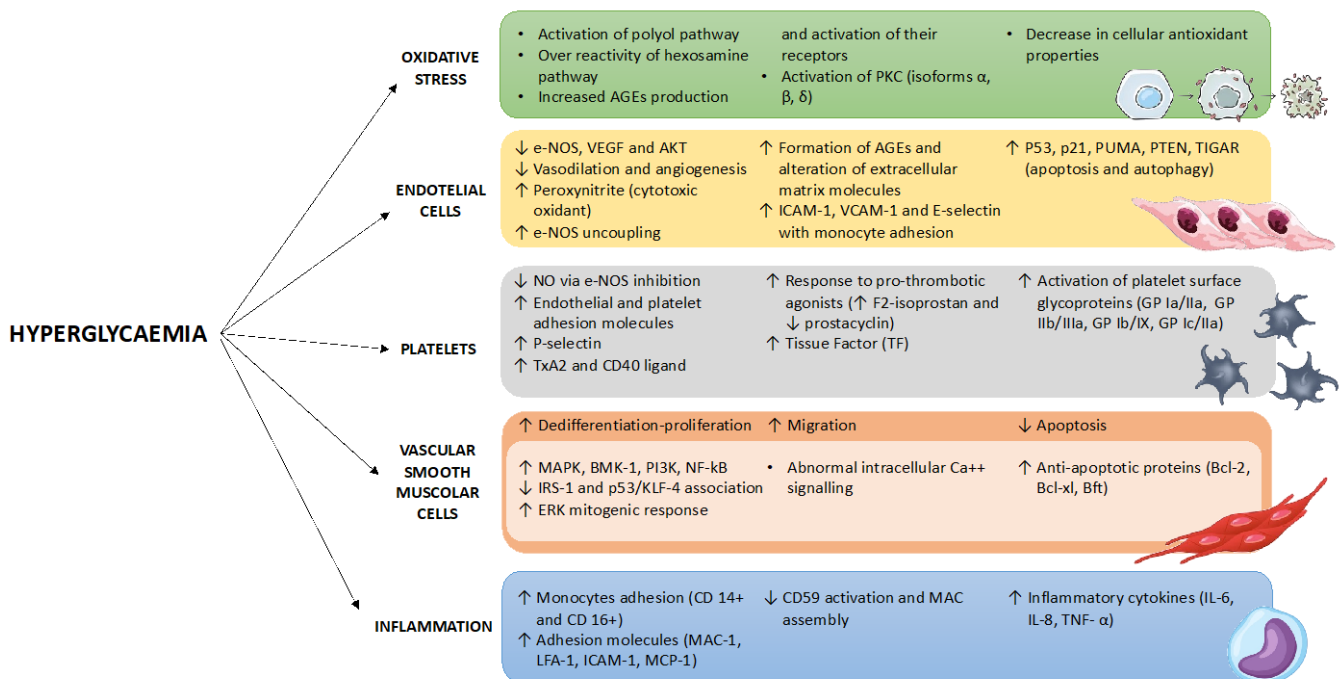 HYPERGLYCAEMIA
OXIDATIVE
STRESS
• Activation of polyol pathway
• Over reactivity of hexosamine
pathway
• Increased AGEs production
and activation of their
receptors
• Activation of PKC (isoforms α,
β, δ)
• Decrease in cellular antioxidant
properties
ENDOTELIAL
CELLS
↓ e-NOS, VEGF and AKT
↓ Vasodilation and angiogenesis
↑ Peroxynitrite (cytotoxic
oxidant)
↑ e-NOS uncoupling
↑ Formation of AGEs and
alteration of extracellular
matrix molecules
↑ ICAM-1, VCAM-1 and E-selectin
with monocyte adhesion
↑ P53, p21, PUMA, PTEN, TIGAR
(apoptosis and autophagy)
PLATELETS
↓ NO via e-NOS inhibition
↑ Endothelial and platelet
adhesion molecules
↑ P-selectin
↑ TxA2 and CD40 ligand
↑ Response to pro-thrombotic
agonists (↑ F2-isoprostan and
↓ prostacyclin)
↑ Tissue Factor (TF)
↑ Activation of platelet surface
glycoproteins (GP Ia/IIa, GP
IIb/IIIa, GP Ib/IX, GP Ic/IIa)
VASCULAR
SMOOTH
MUSCOLAR
CELLS
↑ Dedifferentiation-proliferation
↑ Migration
↓ Apoptosis
↑ MAPK, BMK-1, PI3K, NF-kB
↓ IRS-1 and p53/KLF-4 association
↑ ERK mitogenic response
• Abnormal intracellular Ca++
signalling
↑ Anti-apoptotic proteins (Bcl-2,
Bcl-xl, Bft)
INFLAMMATION
↑ Monocytes adhesion (CD 14+
and CD 16+)
↑ Adhesion molecules (MAC-1,
LFA-1, ICAM-1, MCP-1)
↓ CD59 activation and MAC
assembly
↑ Inflammatory cytokines (IL-6,
IL-8, TNF- α)